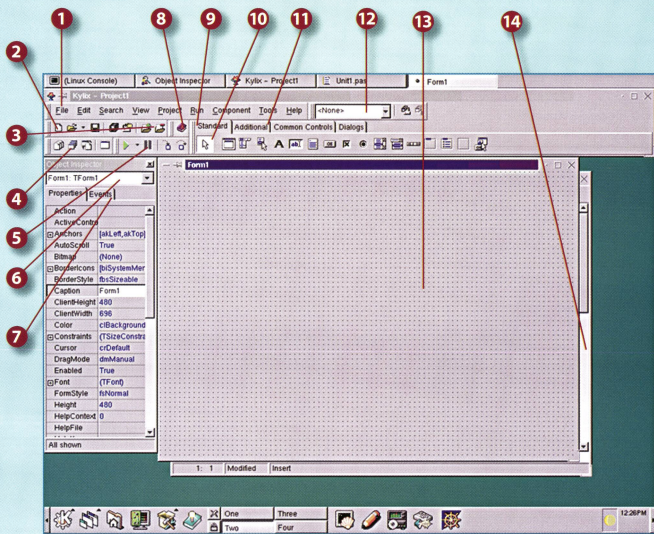 8 9 10 11 12 13 14
1
2
(Linux Console) Object Inspector Kylix - Project1 Unit1.pas Form1
Kylix - Project1
File Edit Search View Project Run Component Tools Help <None>
3
Standard Additional Common Controls Dialogs
A ab| OK
4
Object Inspector Form1
Form1: TForm1
Properties Events
5
6
7
Action
ActiveContro
Anchors [akLeft,akTop]
AutoScroll True
Bitmap (None)
BorderIcons [biSystemMen
BorderStyle fbsSizeable
Caption Form1
ClientHeight 480
ClientWidth 696
Color clBackground
Constraints (TSizeConstra
Cursor crDefault
DragMode dmManual
Enabled True
Font (TFont)
FormStyle fsNormal
Height 480
HelpContext 0
HelpFile
All shown
1: 1 Modified Insert
One Three
Two Four
12:26PM